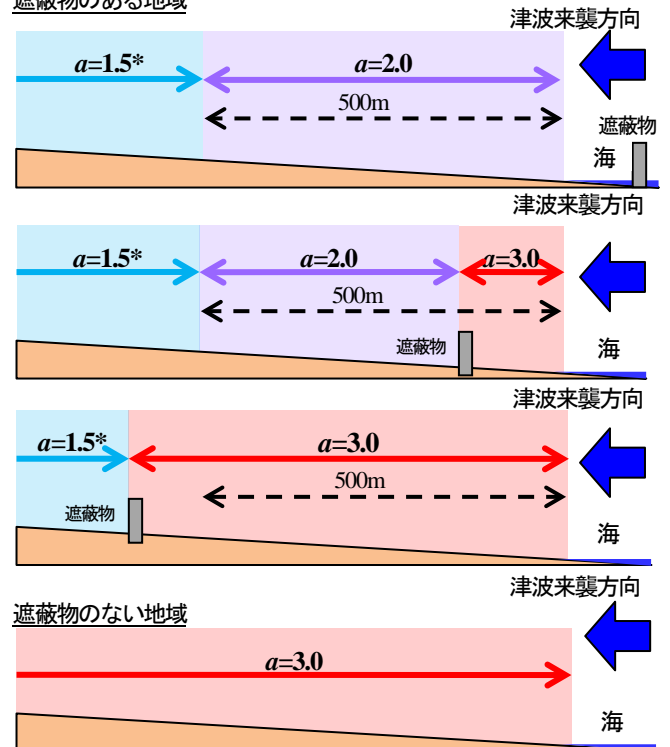 遮蔽物のある地域
津波来襲方向
a=1.5*
a=2.0
500m
遮蔽物
海
津波来襲方向
a=1.5*
a=2.0
a=3.0
500m
遮蔽物
海
津波来襲方向
a=1.5*
a=3.0
500m
遮蔽物
海
津波来襲方向
遮蔽物のない地域
a=3.0
海